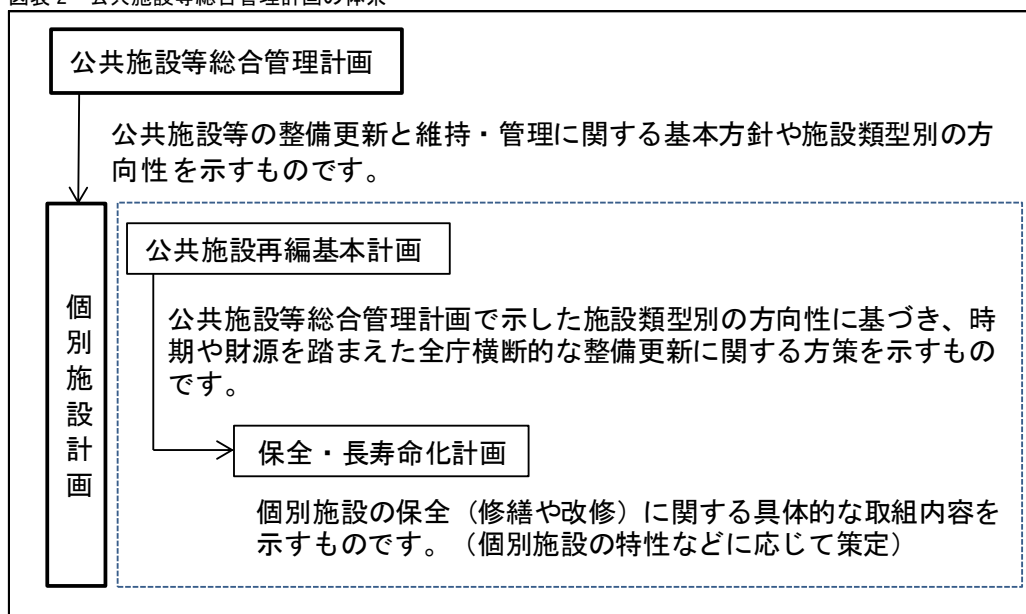 図表2 公共施設等総合管理計画の体系
公共施設等総合管理計画
公共施設等の整備更新と維持・管理に関する基本方針や施設類型別の方
向性を示すものです。
個別施設計画
公共施設再編基本計画
公共施設等総合管理計画で示した施設類型別の方向性に基づき、時
期や財源を踏まえた全庁横断的な整備更新に関する方策を示すもの
です。
保全・長寿命化計画
個別施設の保全（修繕や改修）に関する具体的な取組内容を
示すものです。（個別施設の特性などに応じて策定）